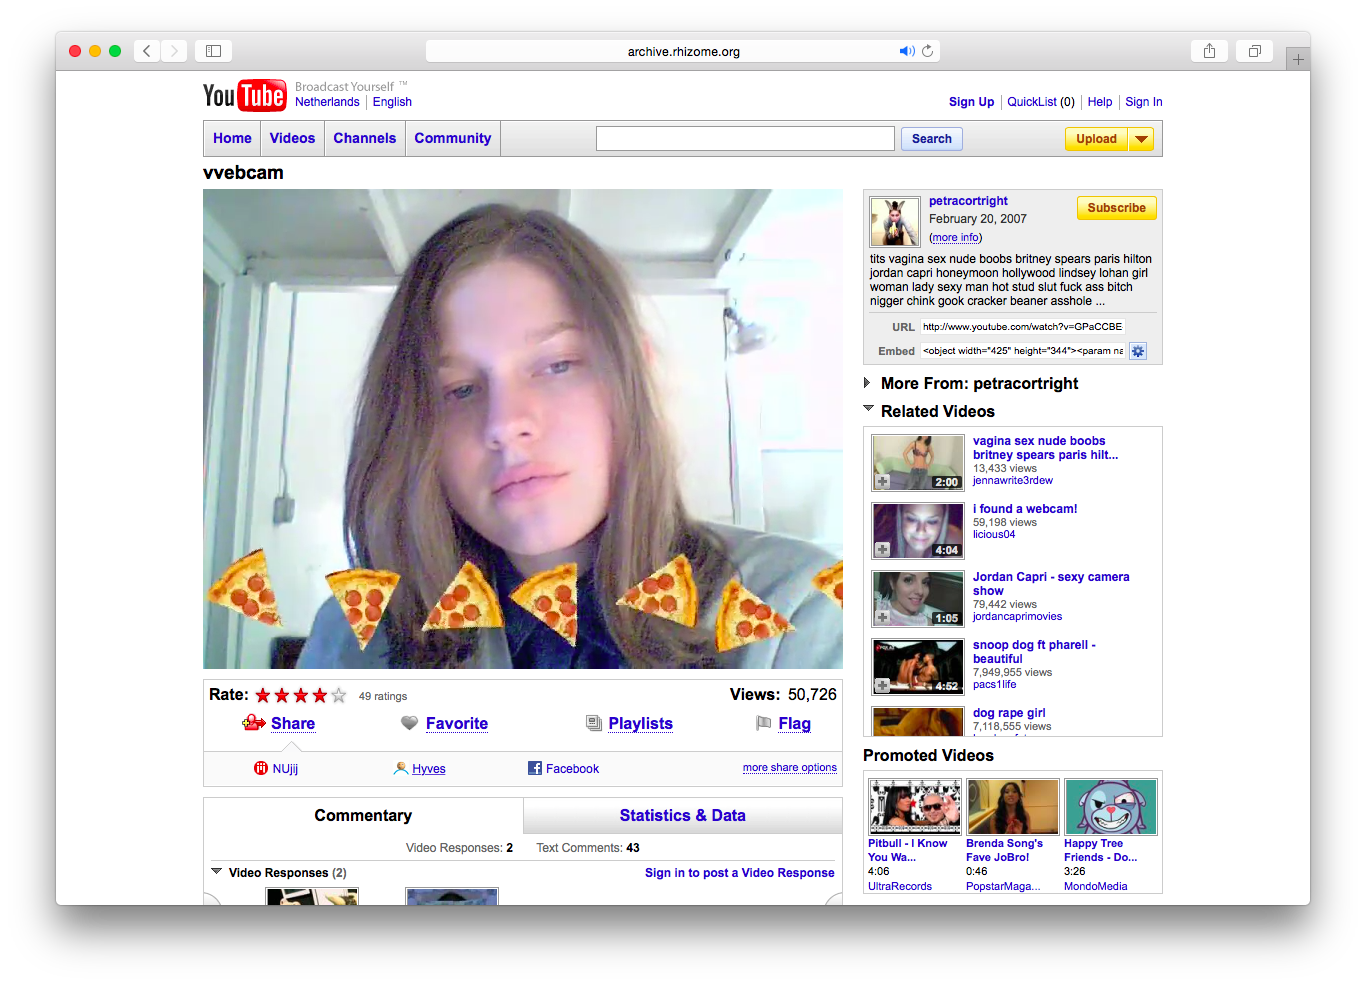 archive.rhizome.org
YouTube Broadcast Yourself ™
Netherlands English
Sign Up QuickList (0) Help Sign In
Home Videos Channels Community Search Upload
vvebcam
petracortright
February 20, 2007
(more info)
Subscribe
tits vagina sex nude boobs britney spears paris hilton
jordan capri honeymoon hollywood lindsey lohan girl
woman lady sexy man hot stud slut fuck ass bitch
nigger chink gook cracker beaner asshole ...
URL http://www.youtube.com/watch?v=GPaCCBE
Embed <object width="425" height="344"><param na
More From: petracortright
Related Videos
vagina sex nude boobs
britney spears paris hilt...
13,433 views
jennawrite3rdew
2:00
i found a webcam!
59,198 views
licious04
4:04
Jordan Capri - sexy camera
show
79,442 views
jordancaprimovies
1:05
snoop dog ft pharell -
beautiful
7,949,955 views
pacs1life
4:52
dog rape girl
7,118,555 views
Rate: 49 ratings Views: 50,726
Share Favorite Playlists Flag
NUjij Hyves Facebook more share options
Commentary Statistics & Data
Video Responses: 2 Text Comments: 43
Video Responses (2) Sign in to post a Video Response
Promoted Videos
Pitbull - I Know
You Wa...
4:06
UltraRecords
Brenda Song's
Fave JoBro!
0:46
PopstarMaga...
Happy Tree
Friends - Do...
3:26
MondoMedia